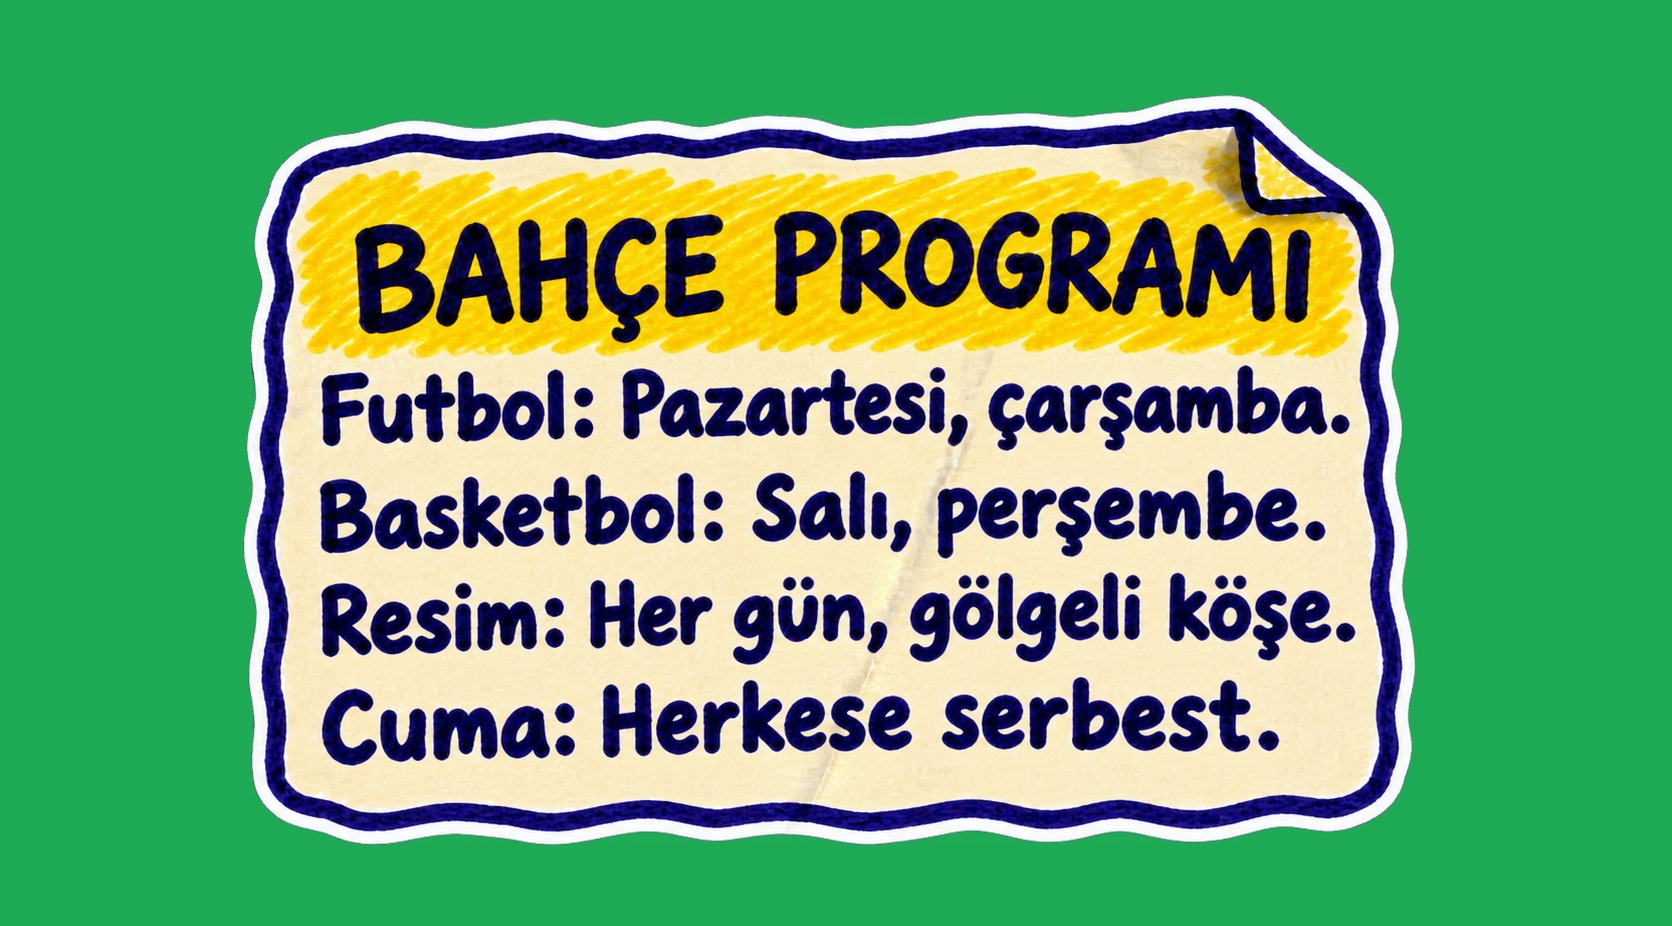 BAHÇE PROGRAMI
Futbol: Pazartesi, çarşamba.
Basketbol: Salı, perşembe.
Resim: Her gün, gölgeli köşe.
Cuma: Herkese serbest.